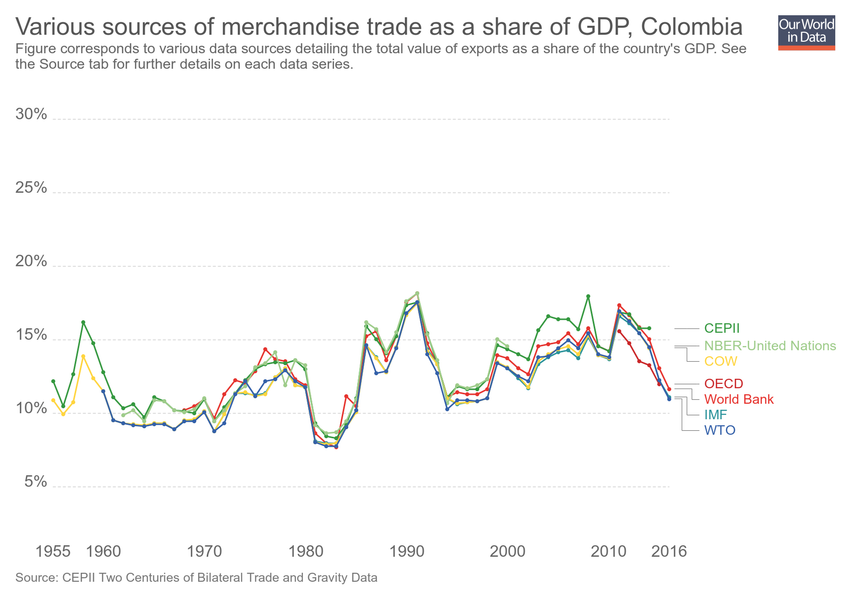 Various sources of merchandise trade as a share of GDP, Colombia
Our World
in Data
Figure corresponds to various data sources detailing the total value of exports as a share of the country's GDP. See
the Source tab for further details on each data series.
30%
25%
20%
15%
10%
5%
CEPII
NBER-United Nations
COW
OECD
World Bank
IMF
WTO
1955 1960 1970 1980 1990 2000 2010 2016
Source: CEPII Two Centuries of Bilateral Trade and Gravity Data